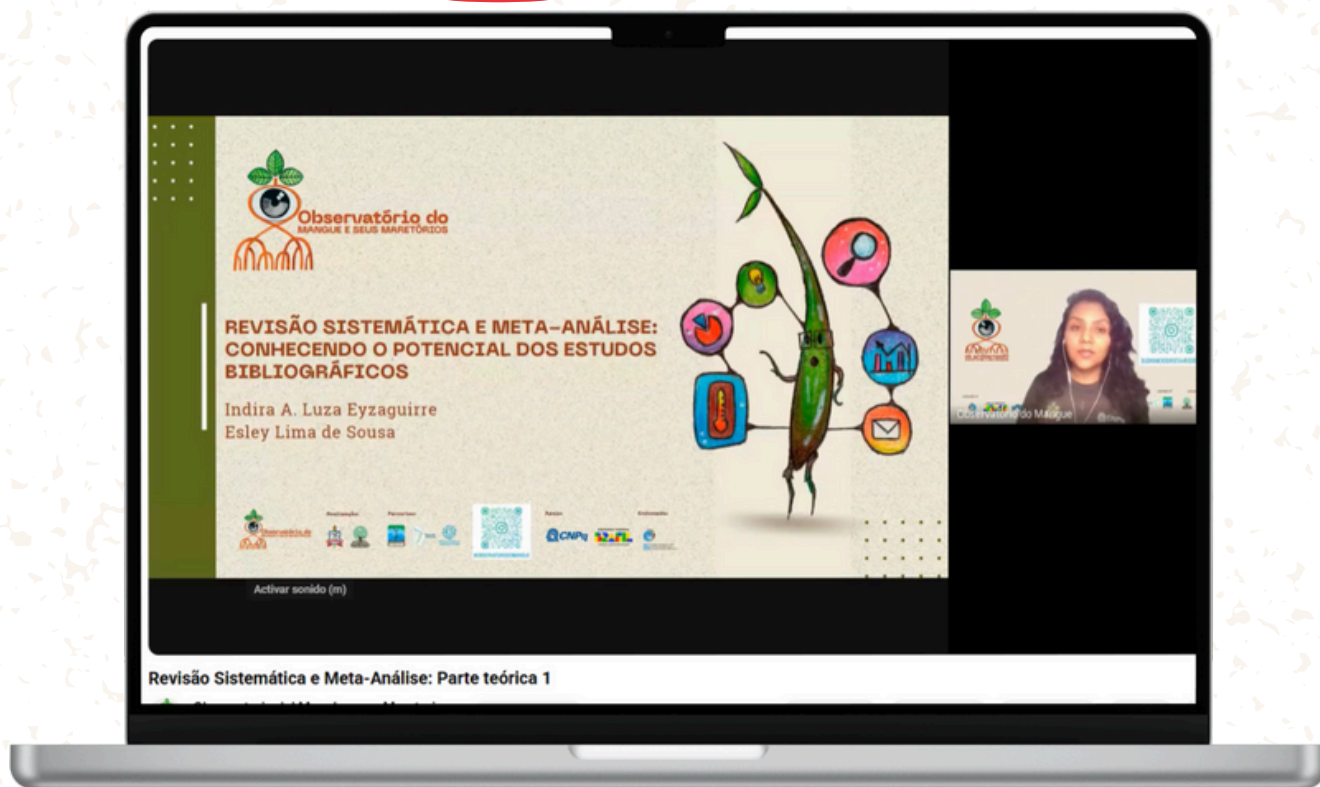 Observatório do
MANGUE E SEUS MARETÓRIOS
REVISÃO SISTEMÁTICA E META-ANÁLISE:
CONHECENDO O POTENCIAL DOS ESTUDOS
BIBLIOGRÁFICOS
Indira A. Luza Eyzaguirre
Esley Lima de Sousa
CNPq
Observatório do Mangue
Activar sonido (m)
Revisão Sistemática e Meta-Análise: Parte teórica 1